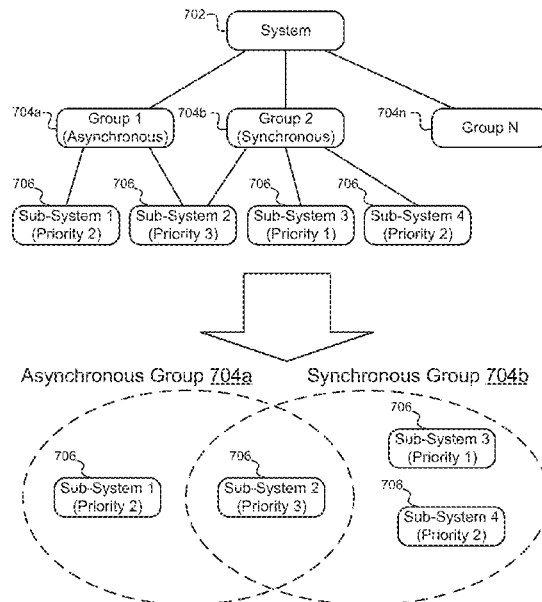 702
System
704a
Group 1
(Asynchronous)
704b
Group 2
(Synchronous)
704n
Group N
706
Sub-System 1
(Priority 2)
706
Sub-System 2
(Priority 3)
706
Sub-System 3
(Priority 1)
706
Sub-System 4
(Priority 2)
Asynchronous Group 704a
Synchronous Group 704b
706
Sub-System 1
(Priority 2)
706
Sub-System 2
(Priority 3)
706
Sub-System 3
(Priority 1)
706
Sub-System 4
(Priority 2)